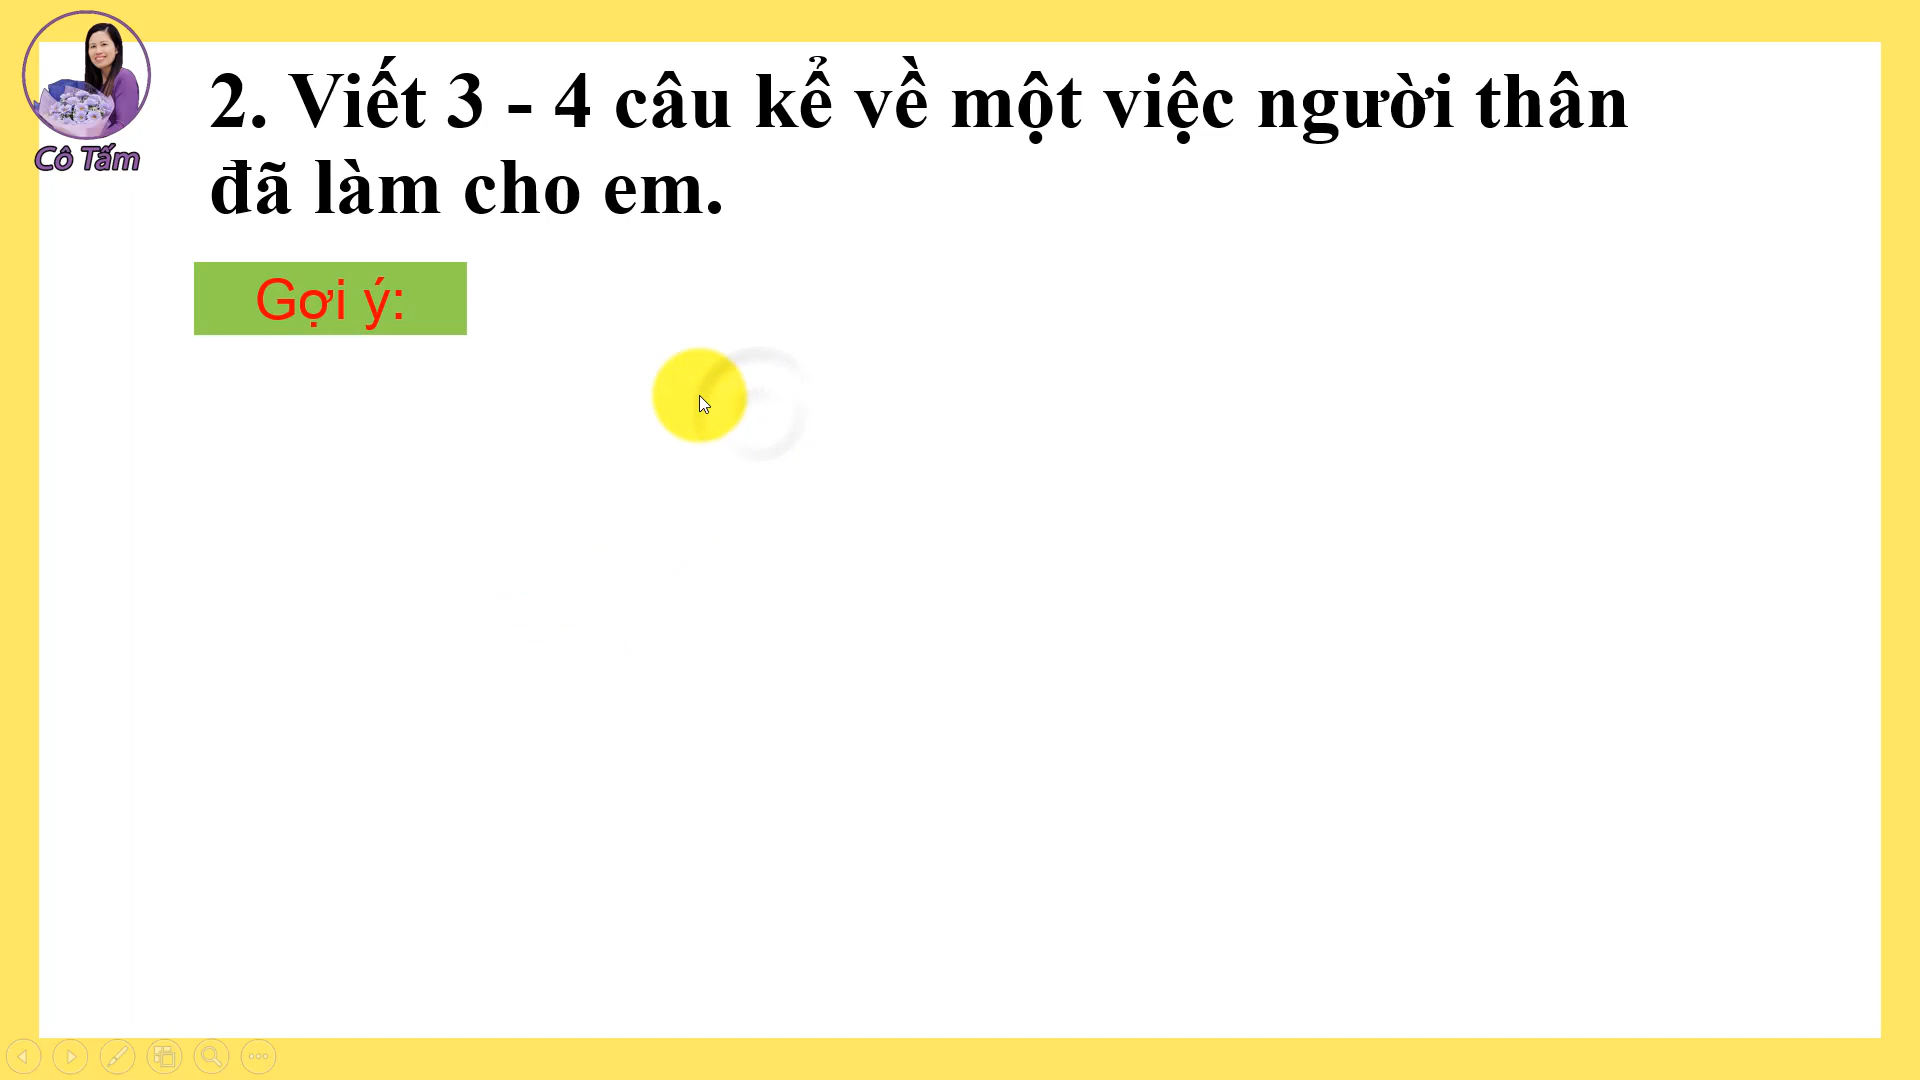 Cô Tấm
2. Viết 3 - 4 câu kể về một việc người thân
đã làm cho em.
Gợi ý: